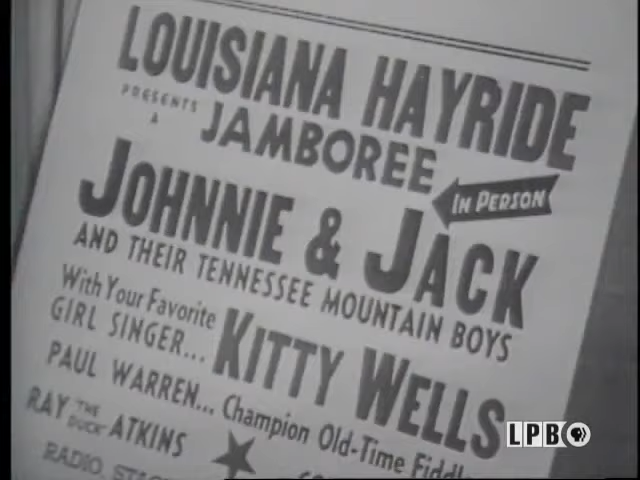 LOUISIANA HAYRIDE
PRESENTS A JAMBOREE
IN PERSON
JOHNNIE & JACK
AND THEIR TENNESSEE MOUNTAIN BOYS
With Your Favorite
GIRL SINGER... KITTY WELLS
PAUL WARREN... Champion Old-Time
RAY "THE DUCK" ATKINS
RADIO
LPB